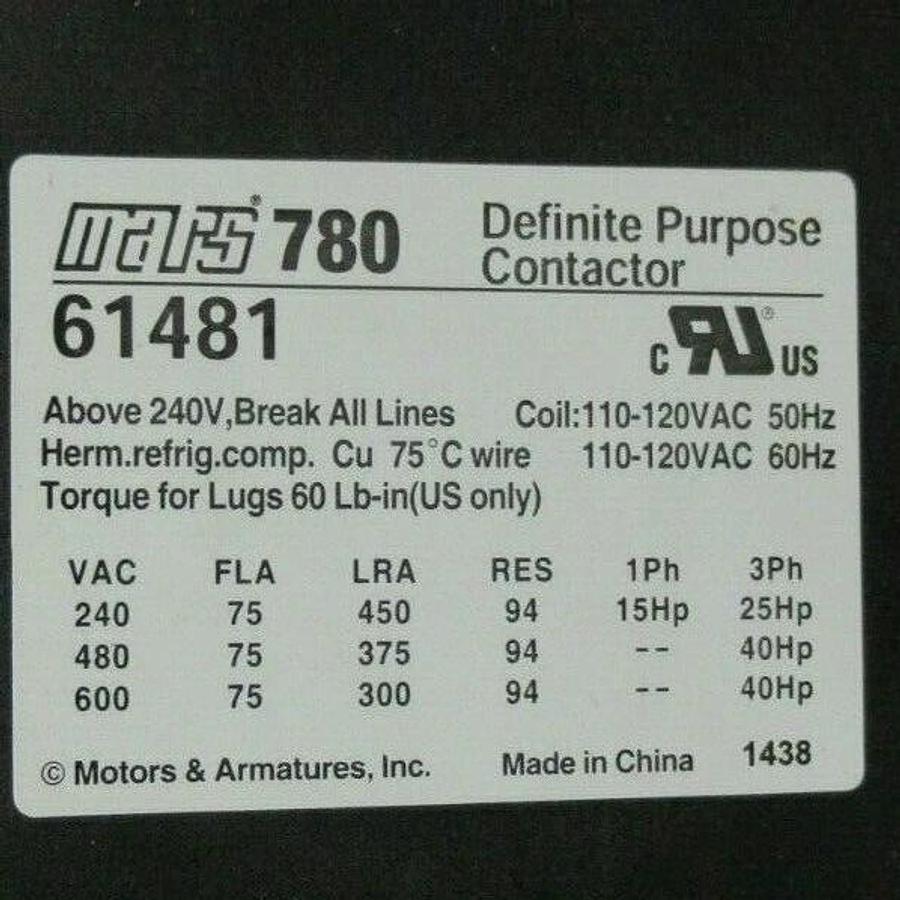 mars® 780 Definite Purpose
Contactor
61481
c RU® US
Above 240V,Break All Lines Coil:110-120VAC 50Hz
Herm.refrig.comp. Cu 75°C wire 110-120VAC 60Hz
Torque for Lugs 60 Lb-in(US only)
VAC FLA LRA RES 1Ph 3Ph
240 75 450 94 15Hp 25Hp
480 75 375 94 -- 40Hp
600 75 300 94 -- 40Hp
© Motors & Armatures, Inc. Made in China 1438